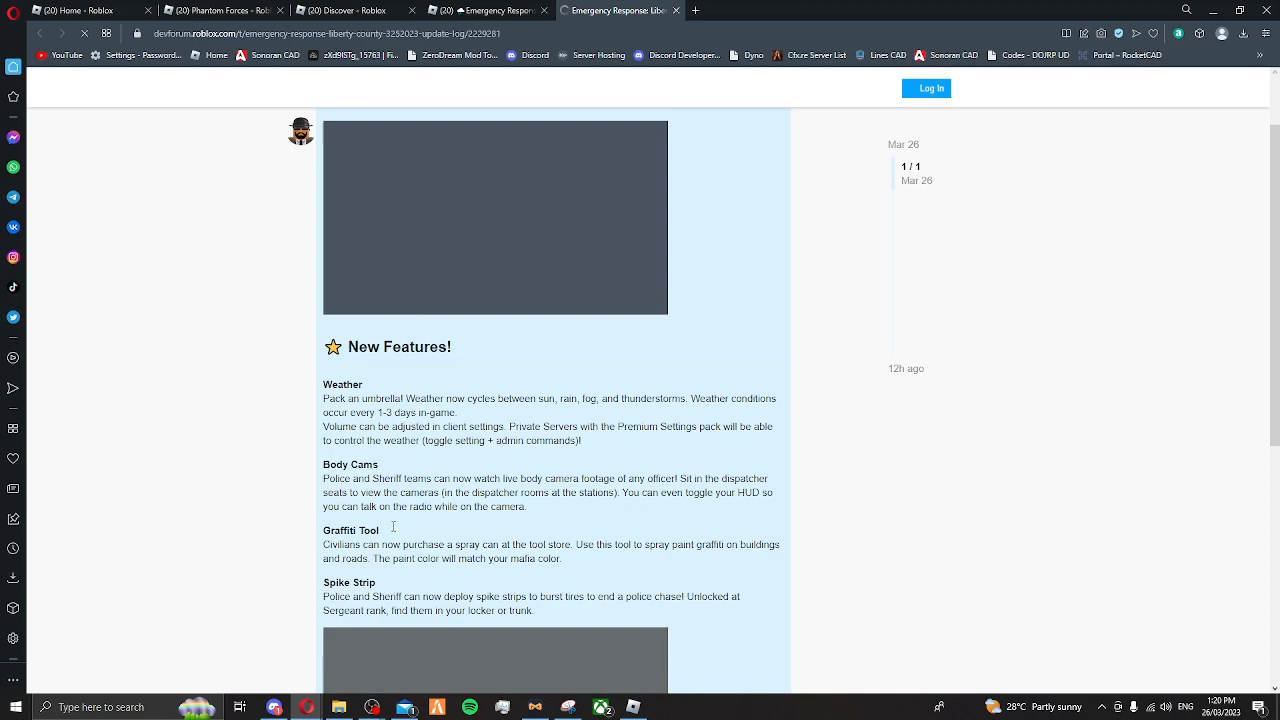 (20) Home - Roblox
(20) Phantom Forces - Robl
(20) Discover - Roblox
(20) 🌧Emergency Respons
Emergency Response: Liber
devforum.roblox.com/t/emergency-response-liberty-county-3252023-update-log/2229281
YouTube
Settings - Password...
Home
Sonoran CAD
zXd9ISTg_15763 | Fi...
ZeroDream Mod To...
Discord
Server Hosting
Discord
Dyno
Cfxre Server List
Lines CAD
Sonoran CAD
Codes - DO/RP UD
Portal – RocketCAD
Log In
Mar 26
1 / 1
Mar 26
12h ago
New Features!
Weather
Pack an umbrella! Weather now cycles between sun, rain, fog, and thunderstorms. Weather conditions
occur every 1-3 days in-game.
Volume can be adjusted in client settings. Private Servers with the Premium Settings pack will be able
to control the weather (toggle setting + admin commands)!
Body Cams
Police and Sheriff teams can now watch live body camera footage of any officer! Sit in the dispatcher
seats to view the cameras (in the dispatcher rooms at the stations). You can even toggle your HUD so
you can talk on the radio while on the camera.
Graffiti Tool
Civilians can now purchase a spray can at the tool store. Use this tool to spray paint graffiti on buildings
and roads. The paint color will match your mafia color.
Spike Strip
Police and Sheriff can now deploy spike strips to burst tires to end a police chase! Unlocked at
Sergeant rank, find them in your locker or trunk.
Type here to search
28°C Partly sunny
ENG
1:20 PM
26/03/2023